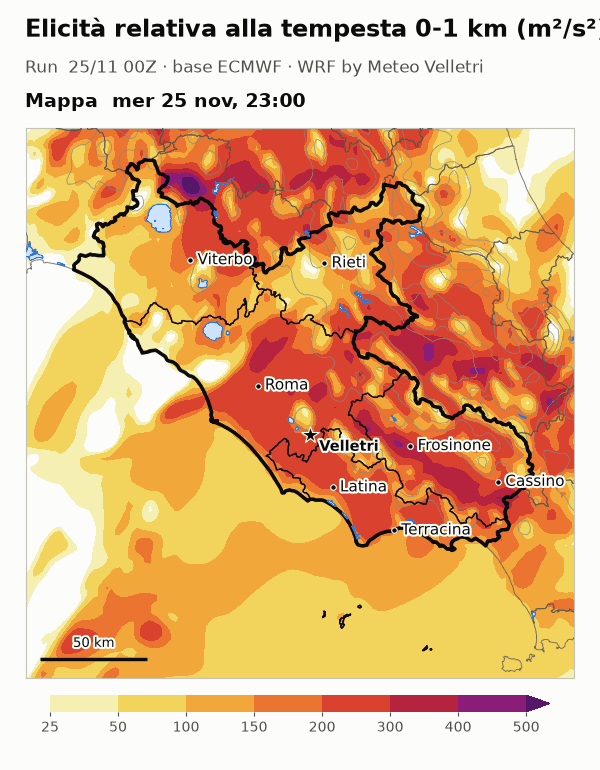 Elicità relativa alla tempesta 0-1 km (m²/s²)
Run  25/11 00Z · base ECMWF · WRF by Meteo Velletri
Mappa  mer 25 nov, 23:00
Viterbo
Rieti
Roma
Velletri
Frosinone
Cassino
Latina
Terracina
50 km
25 50 100 150 200 300 400 500